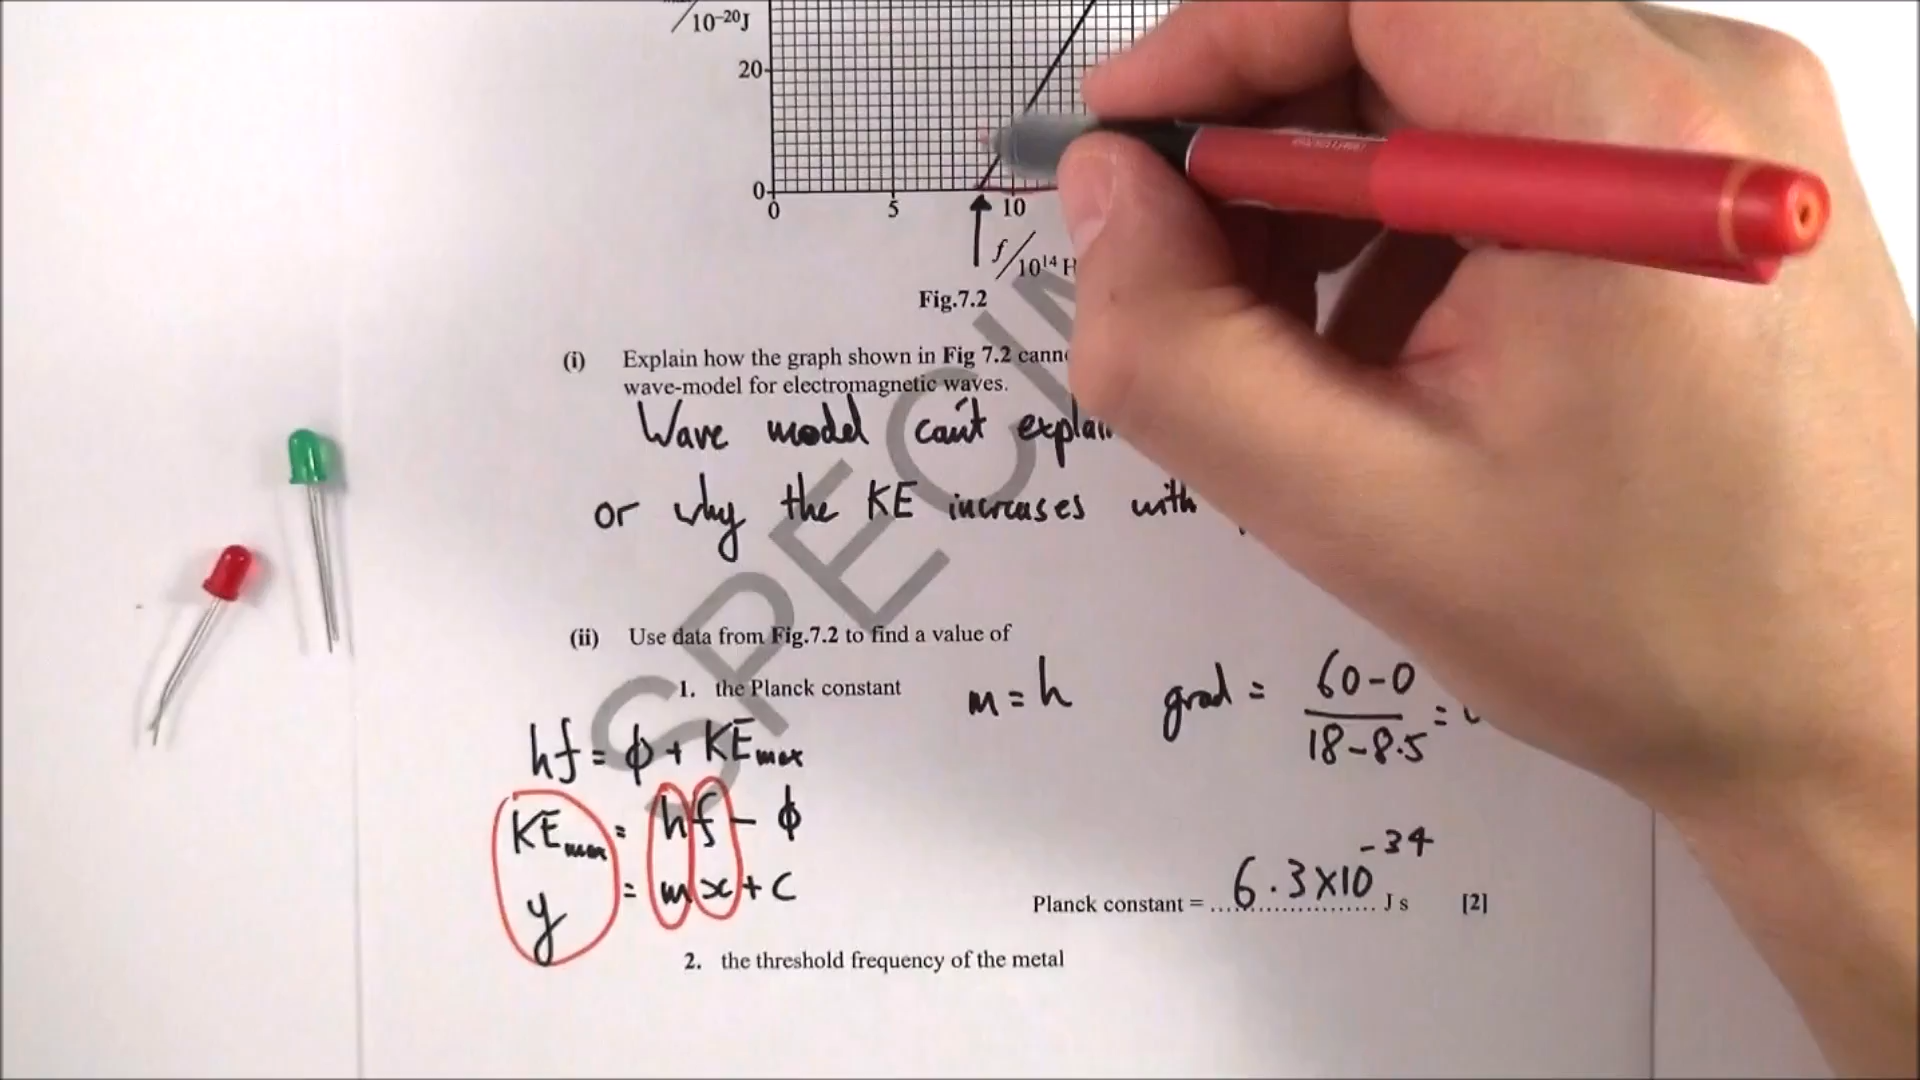 /10⁻²⁰J
20
0
0 5 10
f/10¹⁴ H
Fig.7.2
(i) Explain how the graph shown in Fig 7.2
wave-model for electromagnetic waves.
Wave model can't
or why the KE increases with
(ii) Use data from Fig.7.2 to find a value of
1. the Planck constant
m = h grad = 60-0 / 18-8.5 =
hf = ϕ + KEmax
KEmax = hf - ϕ
y = mx + c
Planck constant = 6.3x10⁻³⁴ J s [2]
2. the threshold frequency of the metal
SPECIM